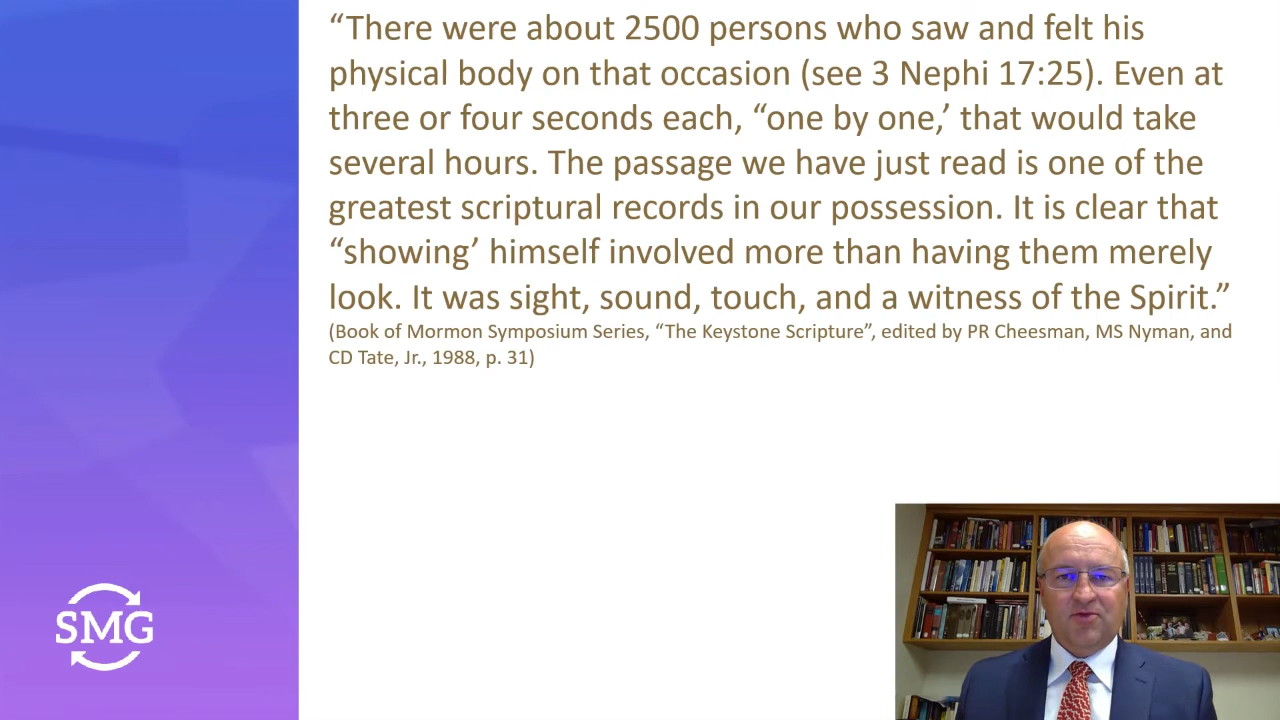 “There were about 2500 persons who saw and felt his
physical body on that occasion (see 3 Nephi 17:25). Even at
three or four seconds each, “one by one,’ that would take
several hours. The passage we have just read is one of the
greatest scriptural records in our possession. It is clear that
“showing’ himself involved more than having them merely
look. It was sight, sound, touch, and a witness of the Spirit.”
(Book of Mormon Symposium Series, “The Keystone Scripture”, edited by PR Cheesman, MS Nyman, and
CD Tate, Jr., 1988, p. 31)
SMG